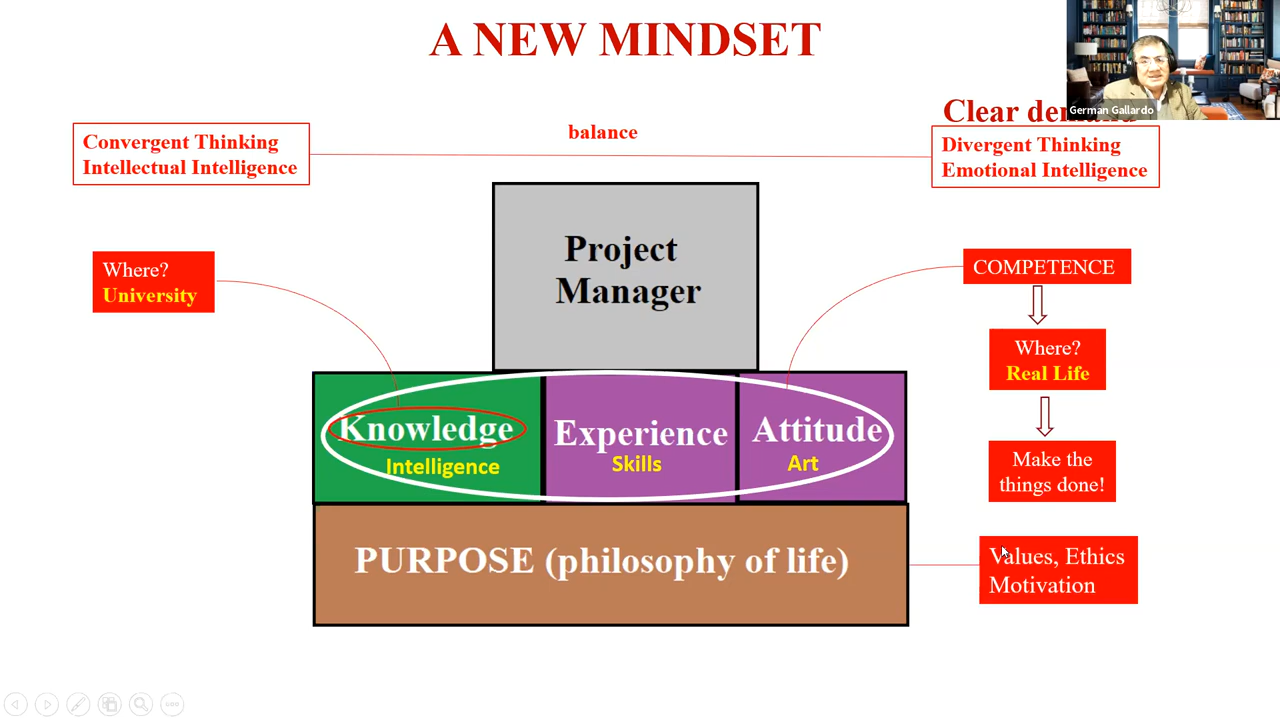 A NEW MINDSET
German Gallardo
Clear
balance
Convergent Thinking
Intellectual Intelligence
Divergent Thinking
Emotional Intelligence
Project
Manager
Where?
University
COMPETENCE
Where?
Real Life
Knowledge
Intelligence
Experience
Skills
Attitude
Art
Make the
things done!
PURPOSE (philosophy of life)
Values, Ethics
Motivation